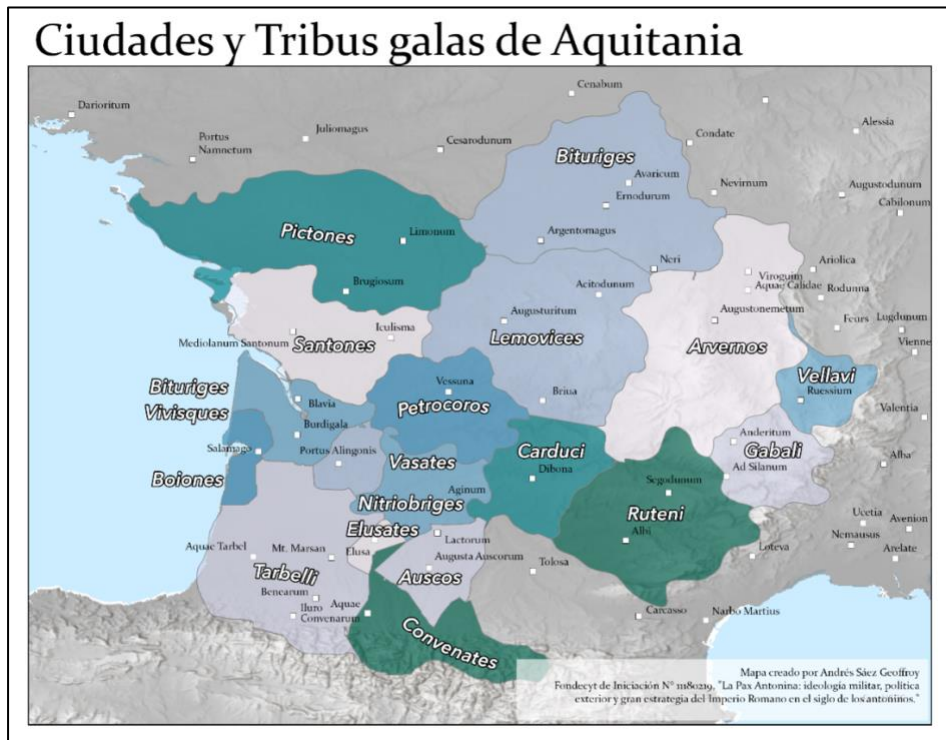 Ciudades y Tribus galas de Aquitania
Cenabum
Darioritum
Alessia
Portus
Namnetum
Juliomagus
Cesarodunum
Condate
Bituriges
Avaricum
Ernodurum
Nevirnum
Augustodunum
Cabilonum
Pictones
Limonum
Argentomagus
Neri
Ariolica
Viroguim
Aquae Calidae
Rodunna
Brugiosum
Acitodunum
Augusturitum
Augustonemetum
Feurs
Lugdunum
Vienne
Mediolanum Santonum
Iculisma
Santones
Lemovices
Arvernos
Vellavi
Ruessium
Bituriges
Vivisques
Blavia
Vessuna
Petrocoros
Briua
Valentia
Burdigala
Salamago
Portus Alingonis
Vasates
Carduci
Dibona
Anderitum
Gabali
Ad Silanum
Alba
Boiones
Nitriobriges
Aginum
Segodunum
Ruteni
Albi
Elusates
Lactorum
Ucetia
Avenion
Nemausus
Aquae Tarbel
Mt. Marsan
Elusa
Augusta Auscorum
Auscos
Tolosa
Loteva
Arelate
Tarbelli
Benearum
Iluro
Convenarum
Aquae
Convenates
Carcasso
Narbo Martius
Mapa creado por Andrés Sáez Geoffroy
Fondecyt de Iniciación N° 11180219, "La Pax Antonina: ideología militar, política
exterior y gran estrategia del Imperio Romano en el siglo de los antoninos."